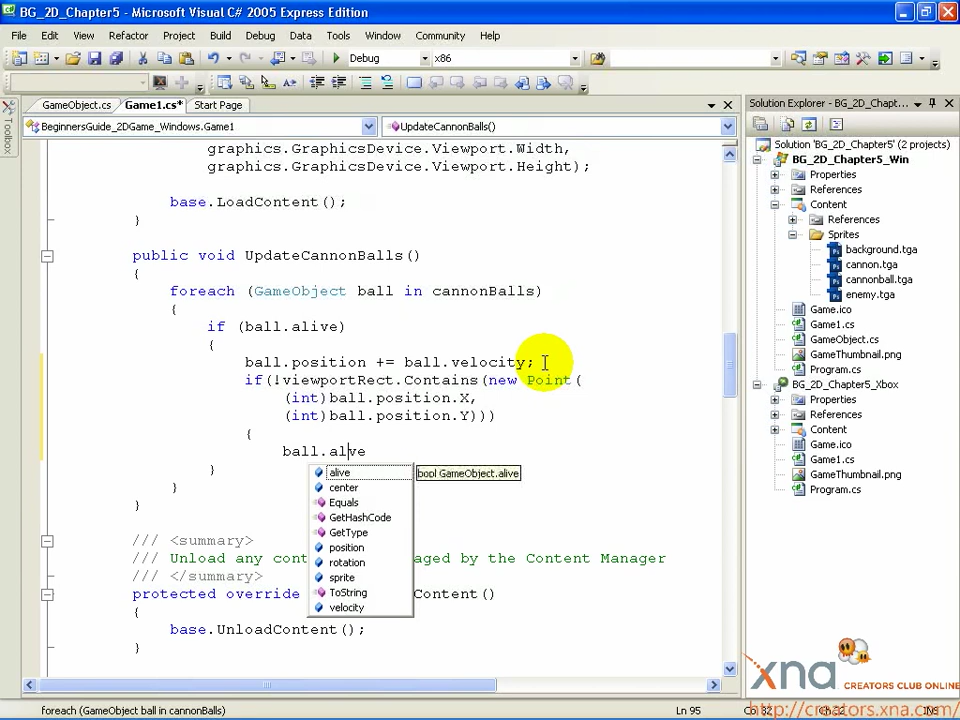 BG_2D_Chapter5 - Microsoft Visual C# 2005 Express Edition
File Edit View Refactor Project Build Debug Data Tools Window Community Help
Debug x86
GameObject.cs Game1.cs* Start Page
Solution Explorer - BG_2D_Chapt...
BeginnersGuide_2DGame_Windows.Game1 UpdateCannonBalls()
Toolbox
graphics.GraphicsDevice.Viewport.Width,
graphics.GraphicsDevice.Viewport.Height);
base.LoadContent();
}
public void UpdateCannonBalls()
{
foreach (GameObject ball in cannonBalls)
{
if (ball.alive)
{
ball.position += ball.velocity;
if(!viewportRect.Contains(new Point(
(int)ball.position.X,
(int)ball.position.Y)))
{
ball.alve
}
}
}
alive
center
Equals
GetHashCode
GetType
position
rotation
sprite
ToString
velocity
bool GameObject.alive
/// <summary>
/// Unload any cont aged by the Content Manager
/// </summary>
protected override Content()
{
base.UnloadContent();
}
Solution 'BG_2D_Chapter5' (2 projects)
BG_2D_Chapter5_Win
Properties
References
Content
References
Sprites
background.tga
cannon.tga
cannonball.tga
enemy.tga
Game.ico
Game1.cs
GameObject.cs
GameThumbnail.png
Program.cs
BG_2D_Chapter5_Xbox
Properties
References
Content
Game.ico
Game1.cs
GameThumbnail.png
Program.cs
xna CREATORS CLUB ONLINE
http://creators.xna.com/
foreach (GameObject ball in cannonBalls) Ln 95